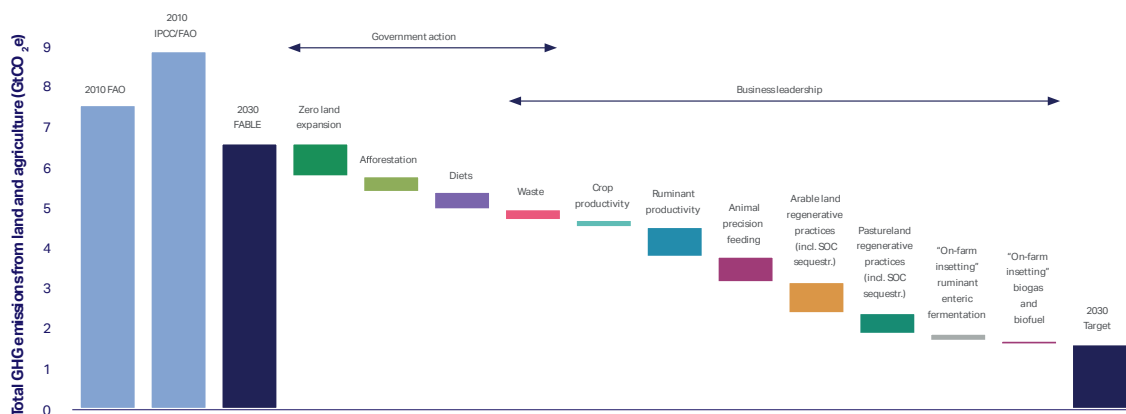 Total GHG emissions from land and agriculture (GtCO₂e)
9
8
7
6
5
4
3
2
1
0
2010 FAO
2010
IPCC/FAO
2030
FABLE
Government action
Business leadership
Zero land
expansion
Afforestation
Diets
Waste
Crop
productivity
Ruminant
productivity
Animal
precision
feeding
Arable land
regenerative
practices
(incl. SOC
sequestr.)
Pastureland
regenerative
practices
(incl. SOC
sequestr.)
"On-farm
insetting"
ruminant
enteric
fermentation
"On-farm
insetting"
biogas
and
biofuel
2030
Target